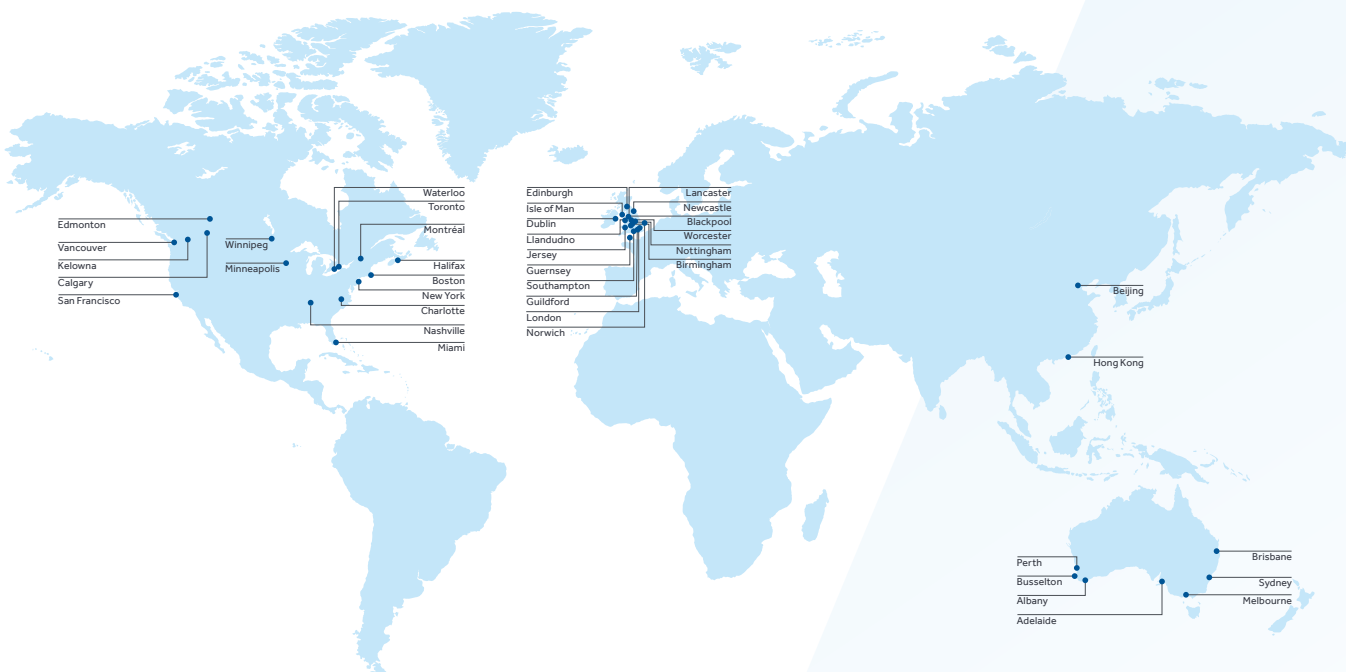 Edmonton
Vancouver
Kelowna
Calgary
San Francisco
Winnipeg
Minneapolis
Waterloo
Toronto
Montréal
Halifax
Boston
New York
Charlotte
Nashville
Miami
Edinburgh
Isle of Man
Dublin
Llandudno
Jersey
Guernsey
Southampton
Guildford
London
Norwich
Lancaster
Newcastle
Blackpool
Worcester
Nottingham
Birmingham
Beijing
Hong Kong
Perth
Busselton
Albany
Adelaide
Brisbane
Sydney
Melbourne